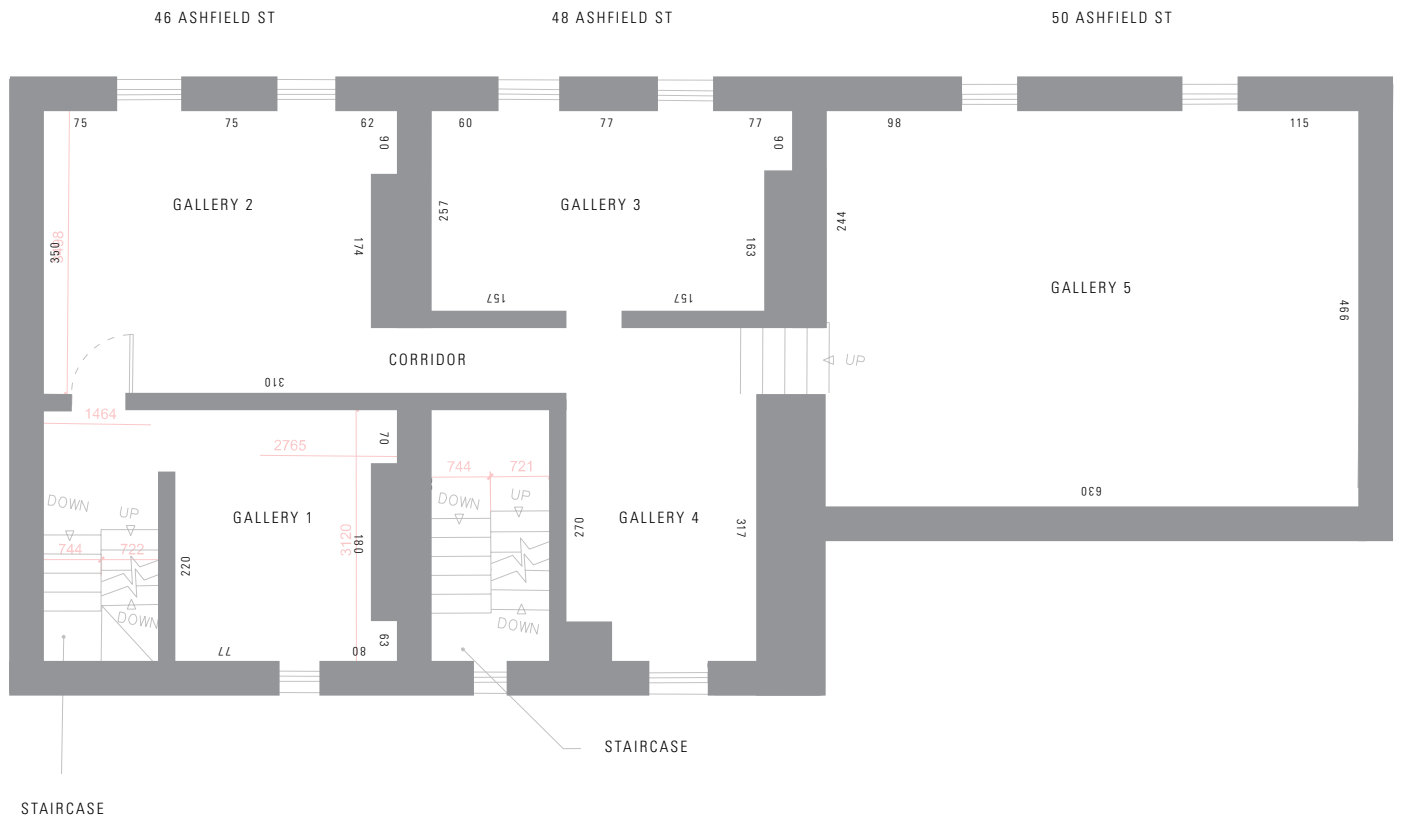 46 ASHFIELD ST
48 ASHFIELD ST
50 ASHFIELD ST
75
75
62
60
77
77
98
115
90
90
GALLERY 2
GALLERY 3
257
244
350
174
163
GALLERY 5
157
157
466
CORRIDOR
UP
310
1464
2765
70
744
721
630
DOWN
UP
DOWN
UP
GALLERY 1
GALLERY 4
744
722
3120
180
270
317
220
DOWN
DOWN
77
80
63
STAIRCASE
STAIRCASE